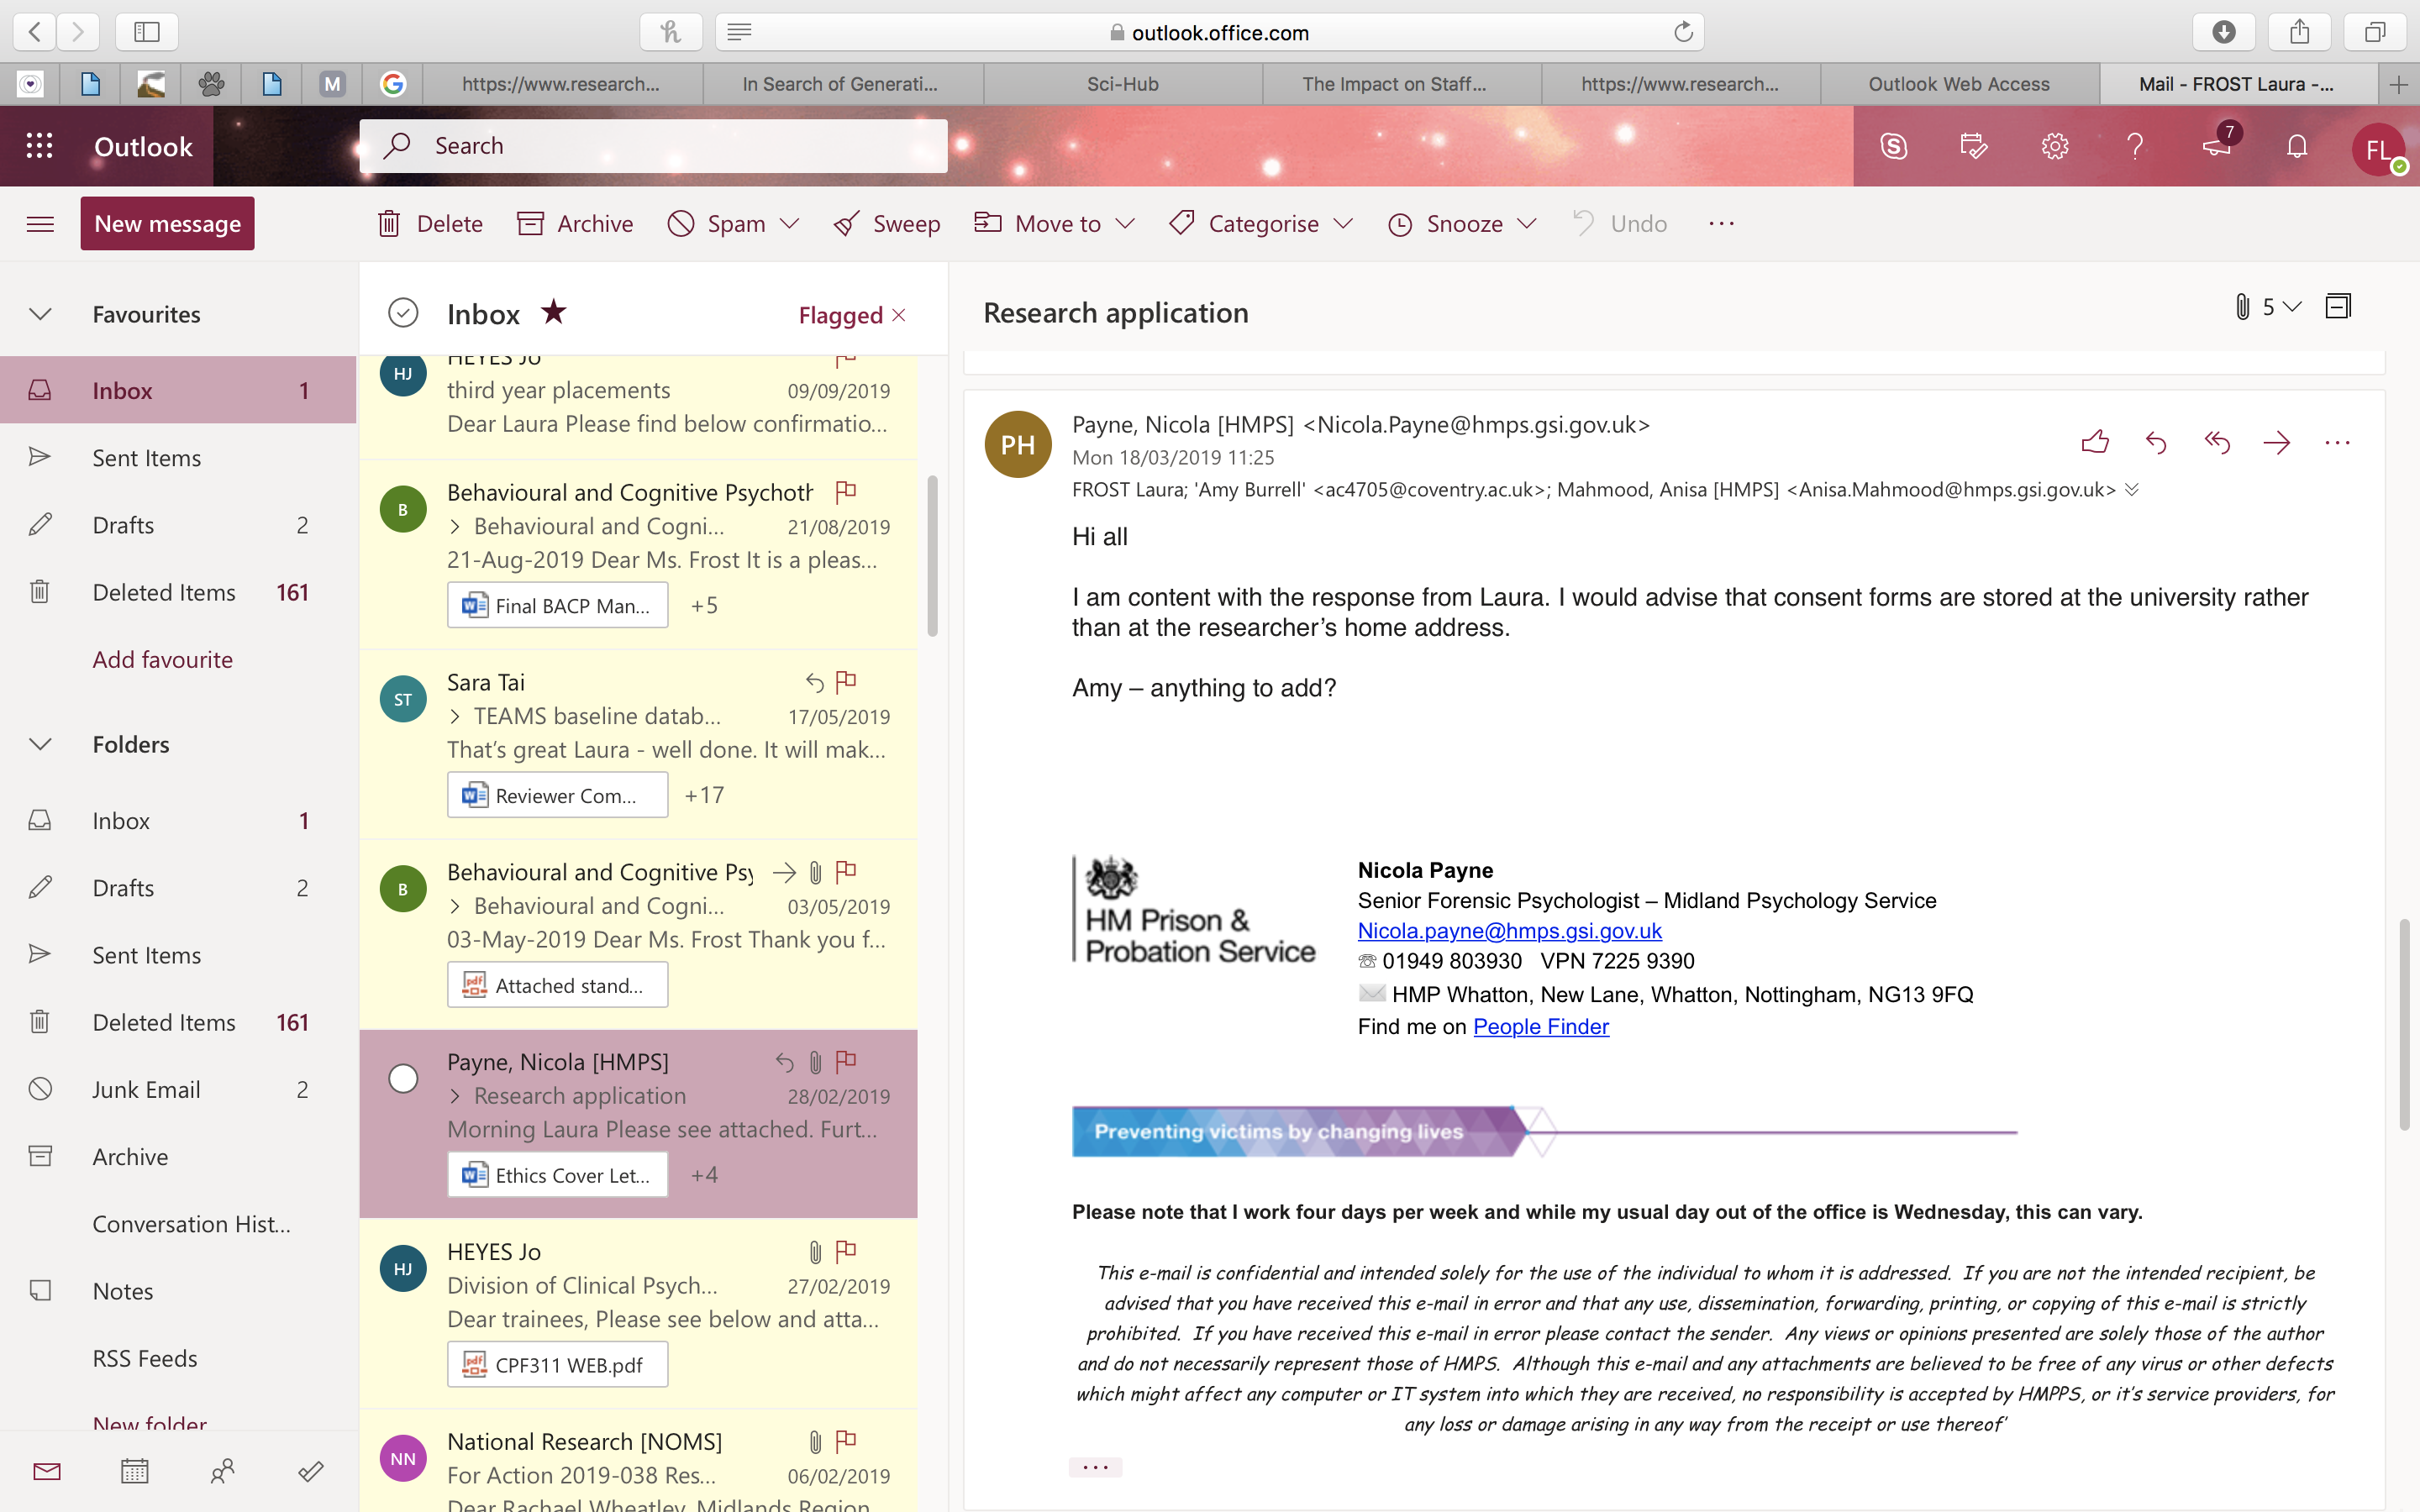 outlook.office.com
M
https://www.research...
In Search of Generati...
Sci-Hub
The Impact on Staff...
https://www.research...
Outlook Web Access
Mail - FROST Laura -...
Outlook
Search
7
FL
New message
Delete
Archive
Spam
Sweep
Move to
Categorise
Snooze
Undo
Favourites
Inbox 1
Sent Items
Drafts 2
Deleted Items 161
Add favourite
Folders
Inbox 1
Drafts 2
Sent Items
Deleted Items 161
Junk Email 2
Archive
Conversation Hist...
Notes
RSS Feeds
New folder
Inbox
Flagged
HJ
HEYES Jo
third year placements 09/09/2019
Dear Laura Please find below confirmatio...
B
Behavioural and Cognitive Psychoth
Behavioural and Cogni... 21/08/2019
21-Aug-2019 Dear Ms. Frost It is a pleas...
Final BACP Man... +5
ST
Sara Tai
TEAMS baseline datab... 17/05/2019
That's great Laura - well done. It will mak...
Reviewer Com... +17
B
Behavioural and Cognitive Psy
Behavioural and Cogni... 03/05/2019
03-May-2019 Dear Ms. Frost Thank you f...
Attached stand...
Payne, Nicola [HMPS]
Research application 28/02/2019
Morning Laura Please see attached. Furt...
Ethics Cover Let... +4
HJ
HEYES Jo
Division of Clinical Psych... 27/02/2019
Dear trainees, Please see below and atta...
CPF311 WEB.pdf
NN
National Research [NOMS]
For Action 2019-038 Res... 06/02/2019
Dear Rachael Wheatley, Midlands Region
Research application
5
PH
Payne, Nicola [HMPS] <Nicola.Payne@hmps.gsi.gov.uk>
Mon 18/03/2019 11:25
FROST Laura; 'Amy Burrell' <ac4705@coventry.ac.uk>; Mahmood, Anisa [HMPS] <Anisa.Mahmood@hmps.gsi.gov.uk>
Hi all
I am content with the response from Laura. I would advise that consent forms are stored at the university rather
than at the researcher's home address.
Amy – anything to add?
HM Prison &
Probation Service
Nicola Payne
Senior Forensic Psychologist – Midland Psychology Service
Nicola.payne@hmps.gsi.gov.uk
☏ 01949 803930 VPN 7225 9390
HMP Whatton, New Lane, Whatton, Nottingham, NG13 9FQ
Find me on People Finder
Preventing victims by changing lives
Please note that I work four days per week and while my usual day out of the office is Wednesday, this can vary.
This e-mail is confidential and intended solely for the use of the individual to whom it is addressed. If you are not the intended recipient, be
advised that you have received this e-mail in error and that any use, dissemination, forwarding, printing, or copying of this e-mail is strictly
prohibited. If you have received this e-mail in error please contact the sender. Any views or opinions presented are solely those of the author
and do not necessarily represent those of HMPS. Although this e-mail and any attachments are believed to be free of any virus or other defects
which might affect any computer or IT system into which they are received, no responsibility is accepted by HMPPS, or it's service providers, for
any loss or damage arising in any way from the receipt or use thereof'